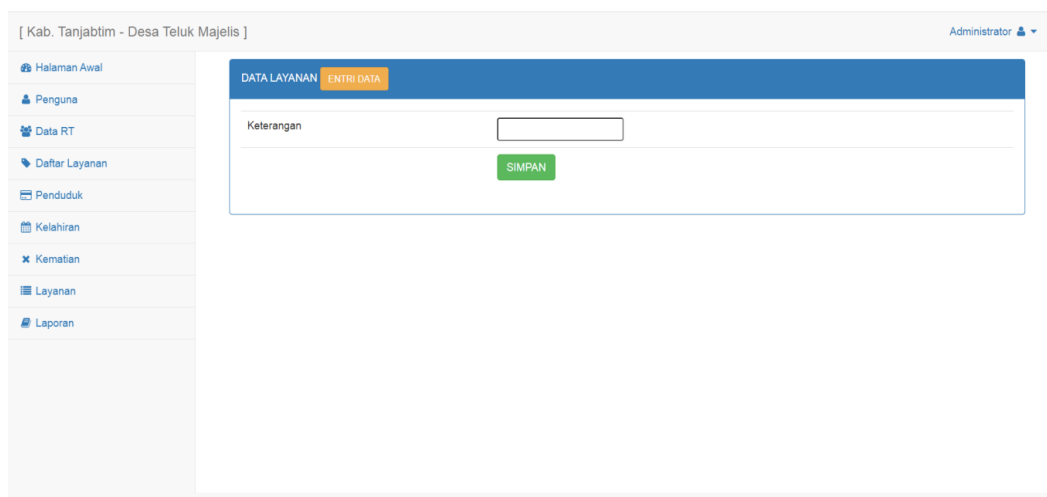 [ Kab. Tanjabtim - Desa Teluk Majelis ]
Administrator
Halaman Awal
Penguna
Data RT
Daftar Layanan
Penduduk
Kelahiran
Kematian
Layanan
Laporan
DATA LAYANAN ENTRI DATA
Keterangan
SIMPAN